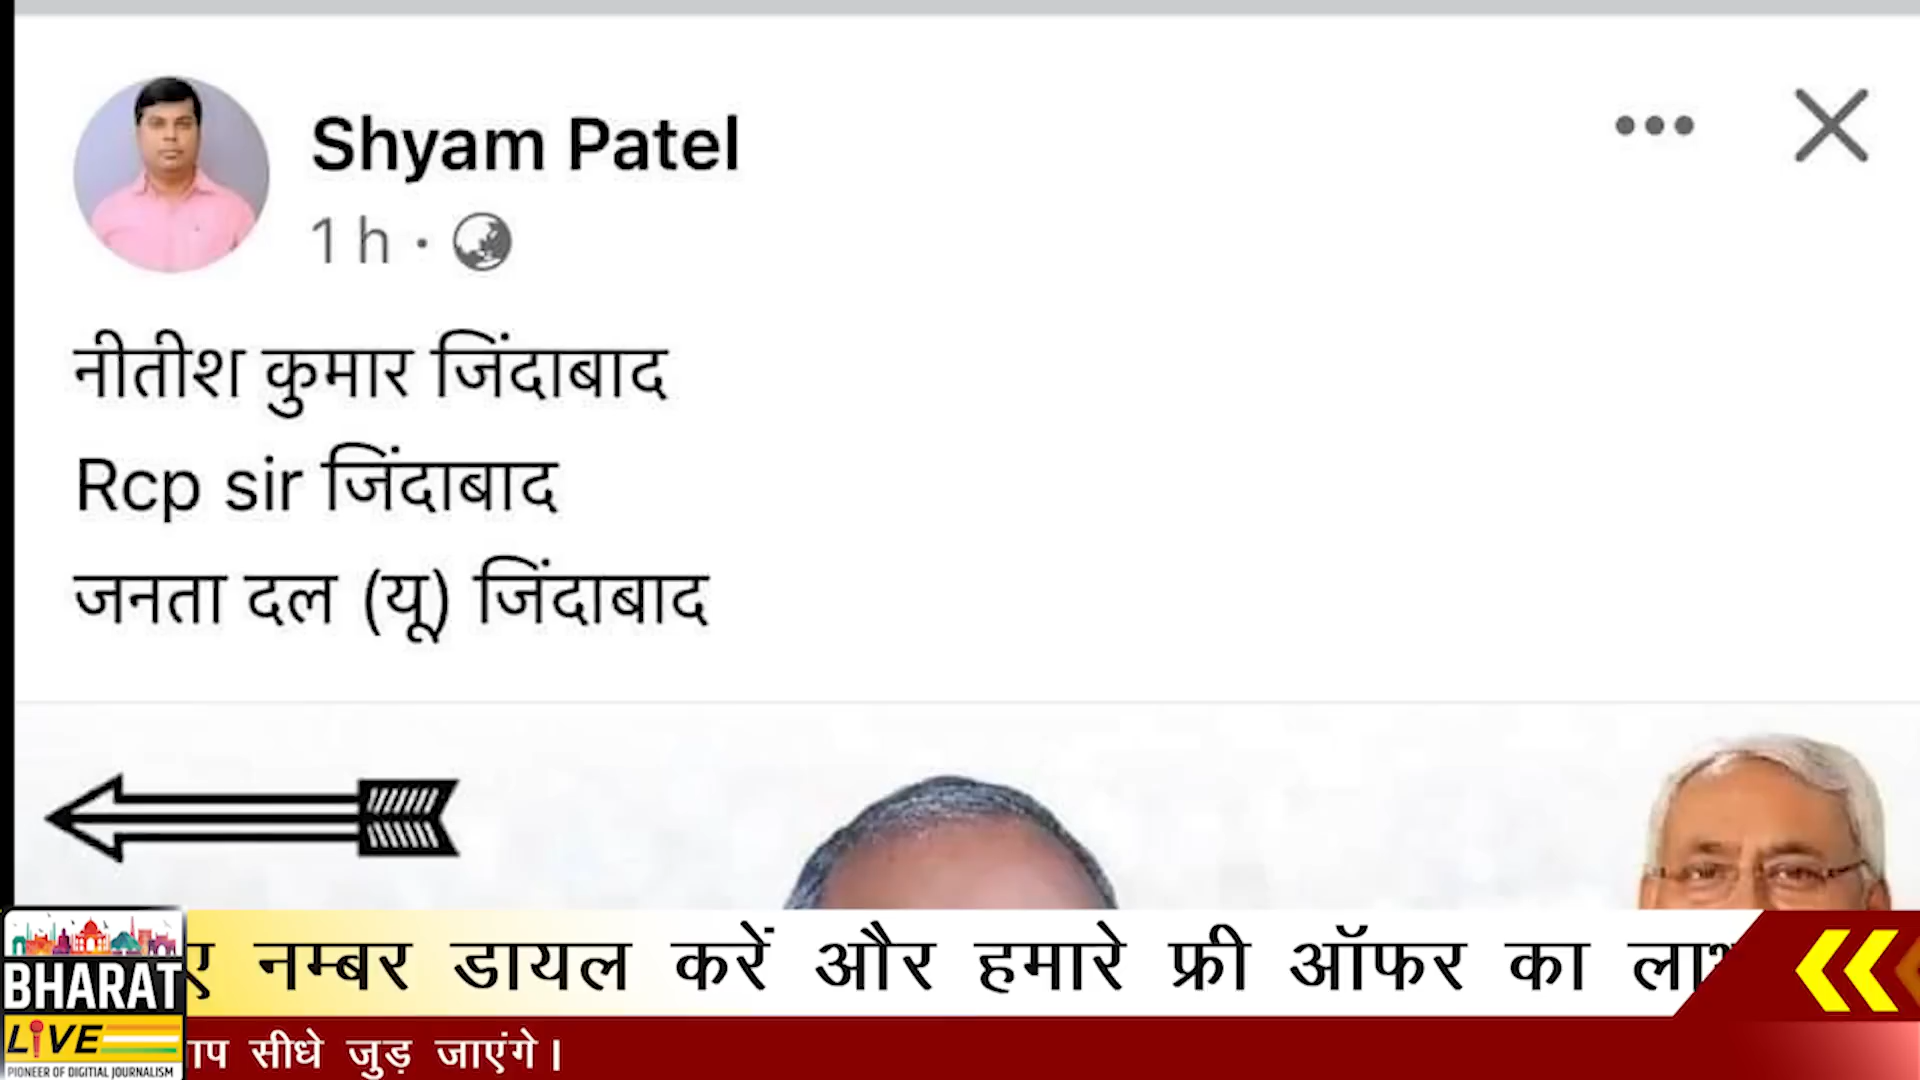 Shyam Patel
1 h ·
नीतीश कुमार जिंदाबाद
Rcp sir जिंदाबाद
जनता दल (यू) जिंदाबाद
ए नम्बर डायल करें और हमारे फ्री ऑफर का
BHARAT
LIVE
PIONEER OF DIGITIAL JOURNALISM
सीधे जुड़ जाएंगे।